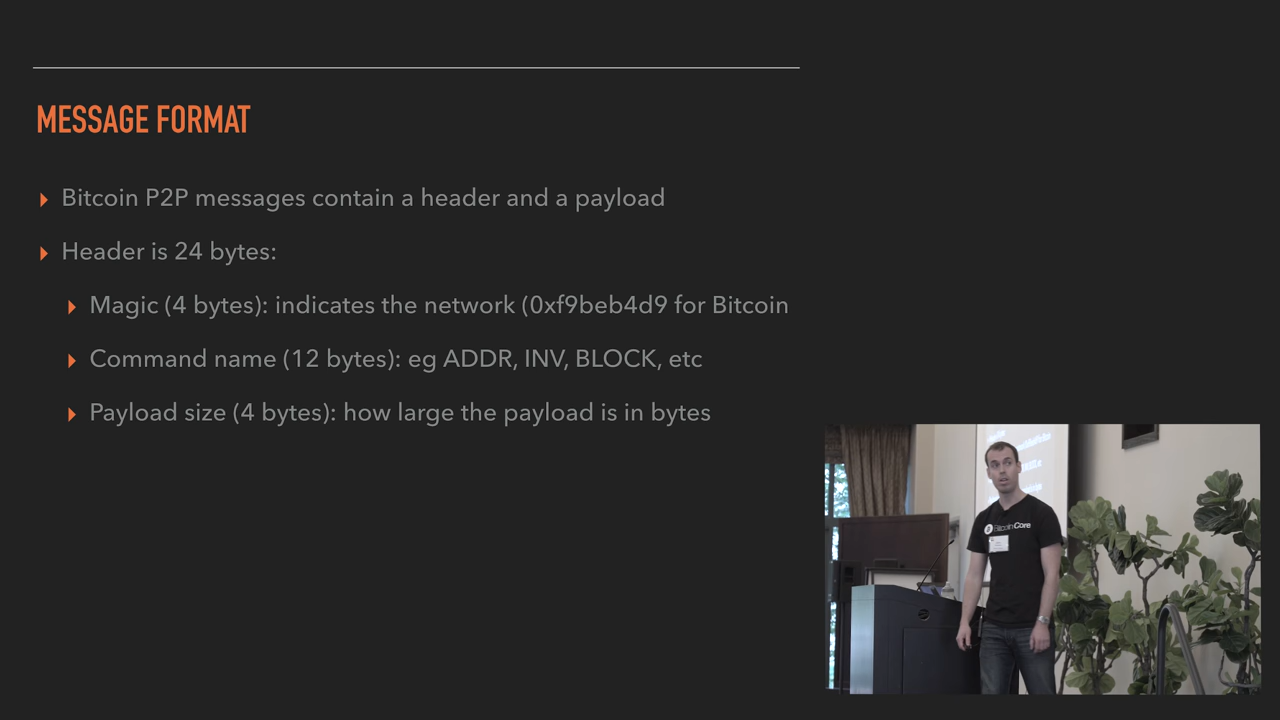 MESSAGE FORMAT
Bitcoin P2P messages contain a header and a payload
Header is 24 bytes:
Magic (4 bytes): indicates the network (0xf9beb4d9 for Bitcoin
Command name (12 bytes): eg ADDR, INV, BLOCK, etc
Payload size (4 bytes): how large the payload is in bytes
BitcoinCore